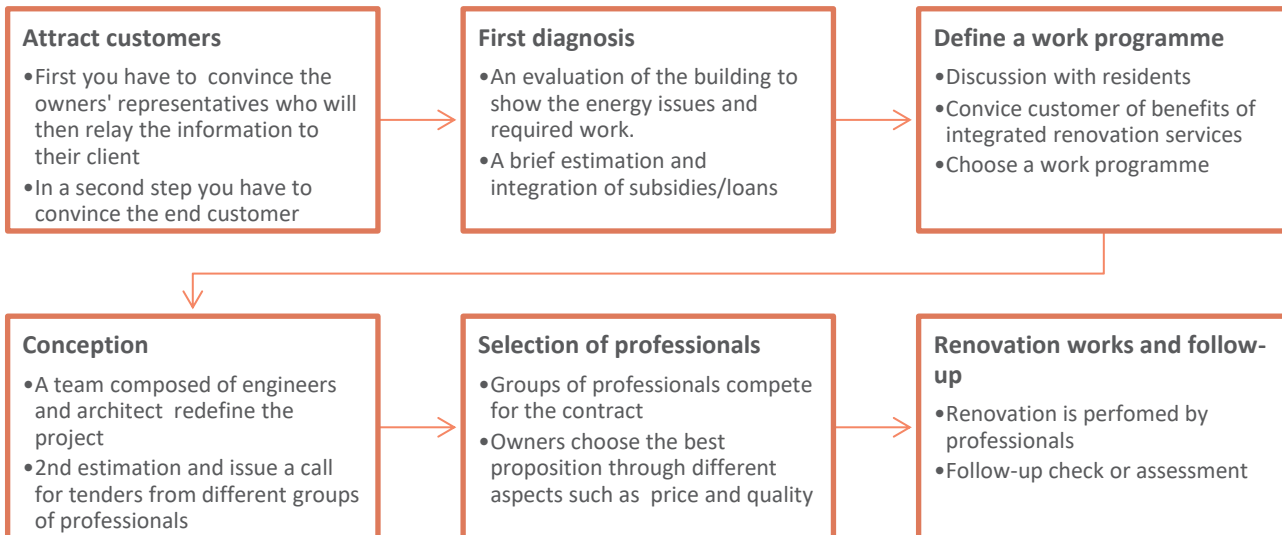 Attract customers
•First you have to  convince the
owners' representatives who will
then relay the information to
their client
•In a second step you have to
convince the end customer
First diagnosis
•An evaluation of the building to
show the energy issues and
required work.
•A brief estimation and
integration of subsidies/loans
Define a work programme
•Discussion with residents
•Convice customer of benefits of
integrated renovation services
•Choose a work programme
Conception
•A team composed of engineers
and architect  redefine the
project
•2nd estimation and issue a call
for tenders from different groups
of professionals
Selection of professionals
•Groups of professionals compete
for the contract
•Owners choose the best
proposition through different
aspects such as  price and quality
Renovation works and follow-
up
•Renovation is perfomed by
professionals
•Follow-up check or assessment